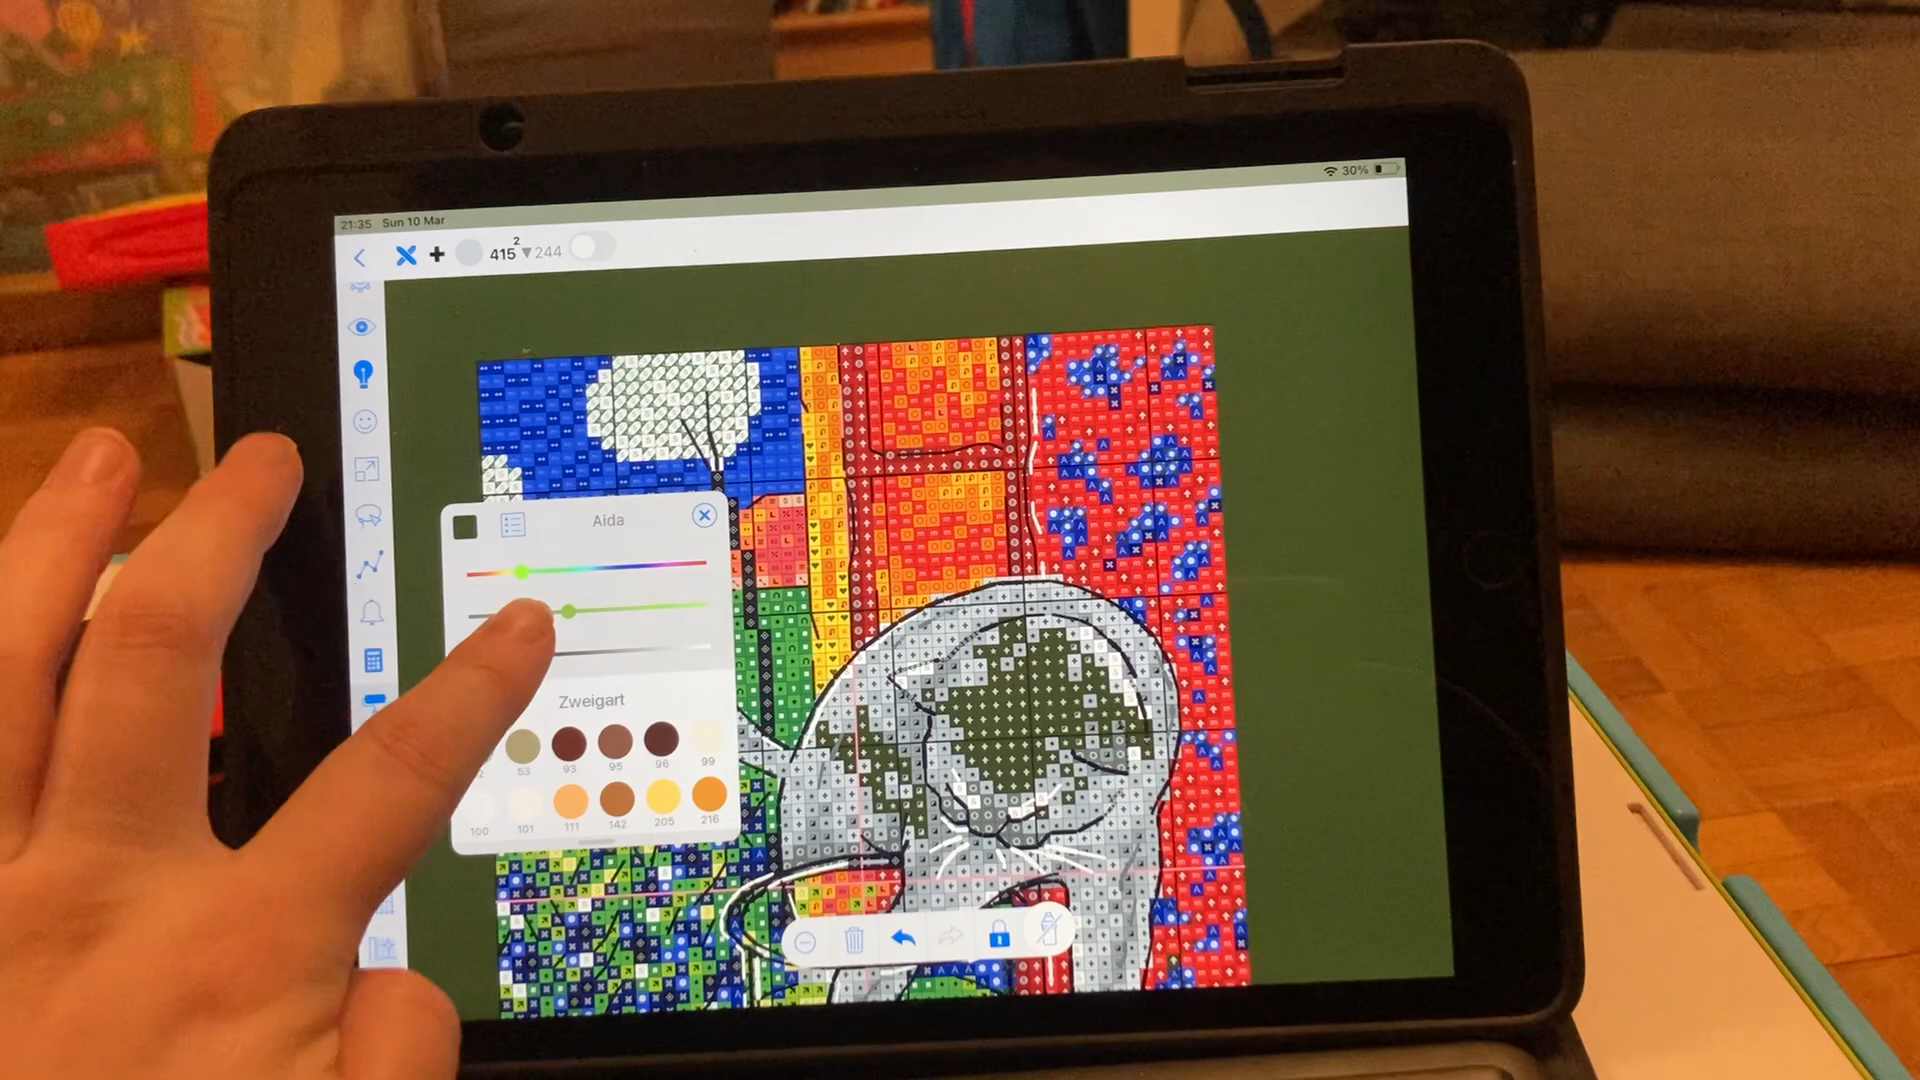 21:35 Sun 10 Mar
30%
415 2 ▼244
Aida
Zweigart
53 93 95 96 99
100 101 111 142 205 216